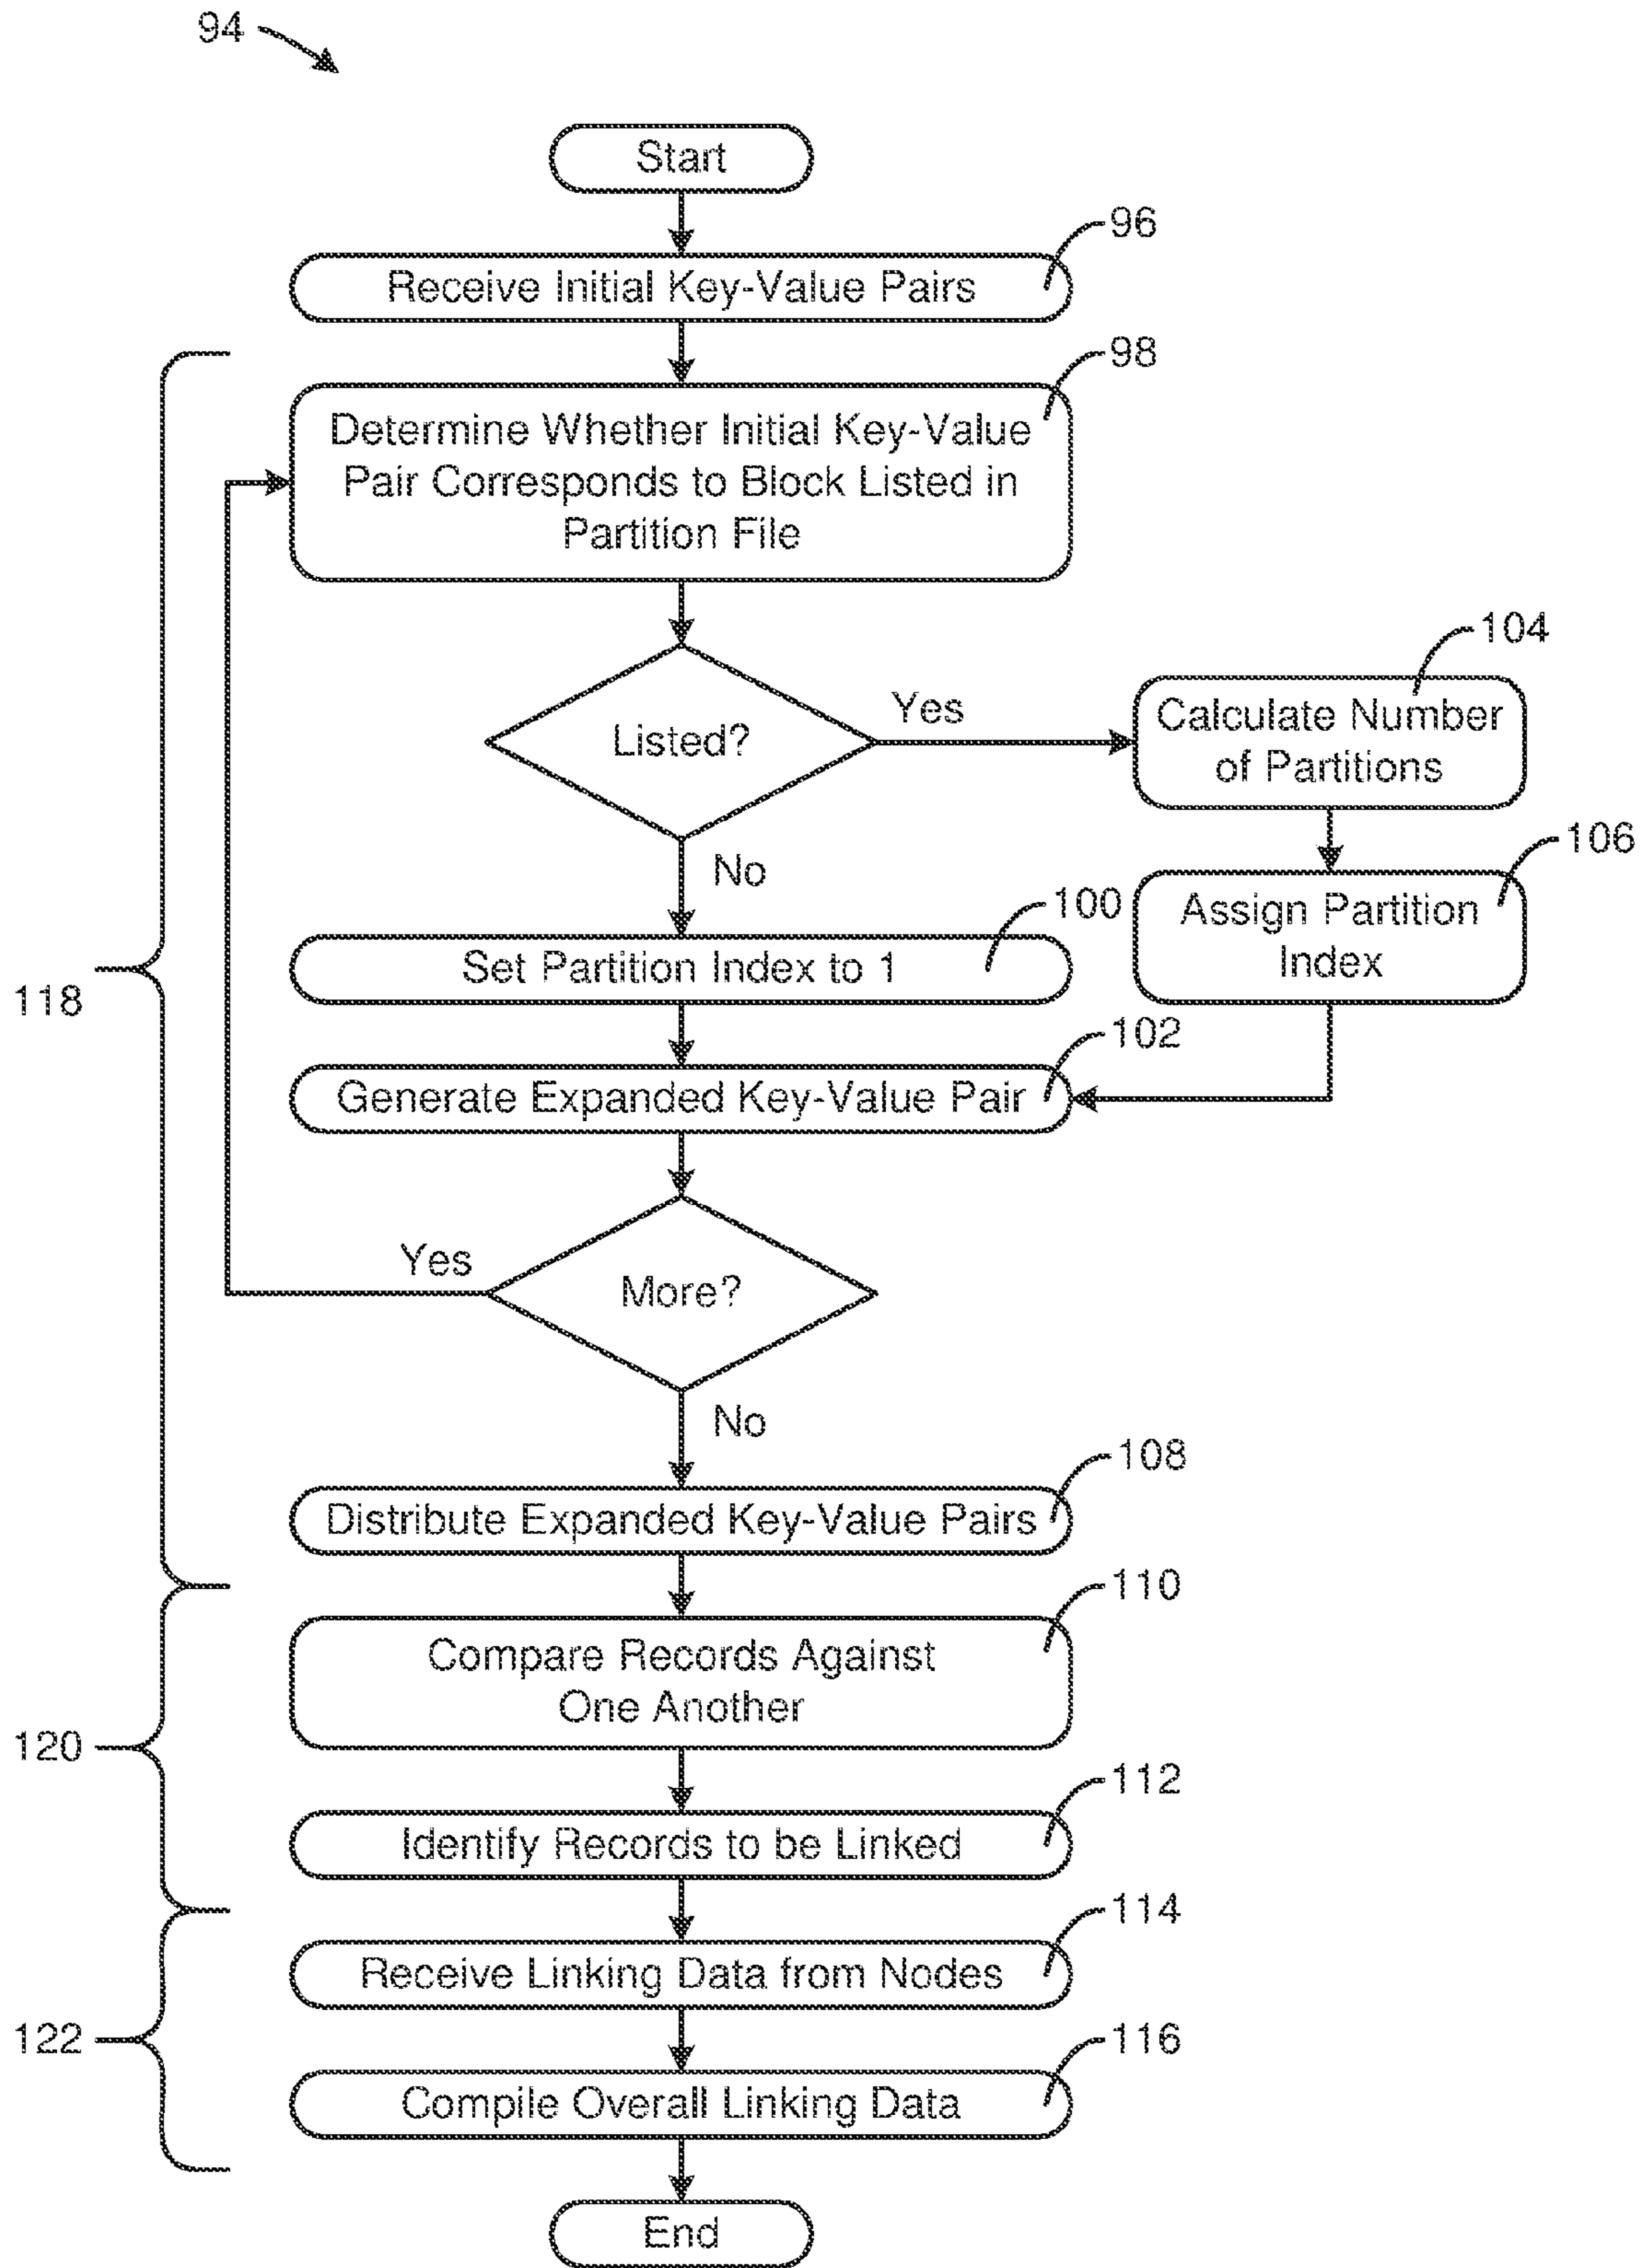 94
Start
96
Receive Initial Key-Value Pairs
98
Determine Whether Initial Key-Value
Pair Corresponds to Block Listed in
Partition File
104
Listed?
Yes
Calculate Number
of Partitions
106
No
Assign Partition
Index
100
Set Partition Index to 1
118
102
Generate Expanded Key-Value Pair
Yes
More?
No
108
Distribute Expanded Key-Value Pairs
110
Compare Records Against
One Another
120
112
Identify Records to be Linked
114
Receive Linking Data from Nodes
122
116
Compile Overall Linking Data
End